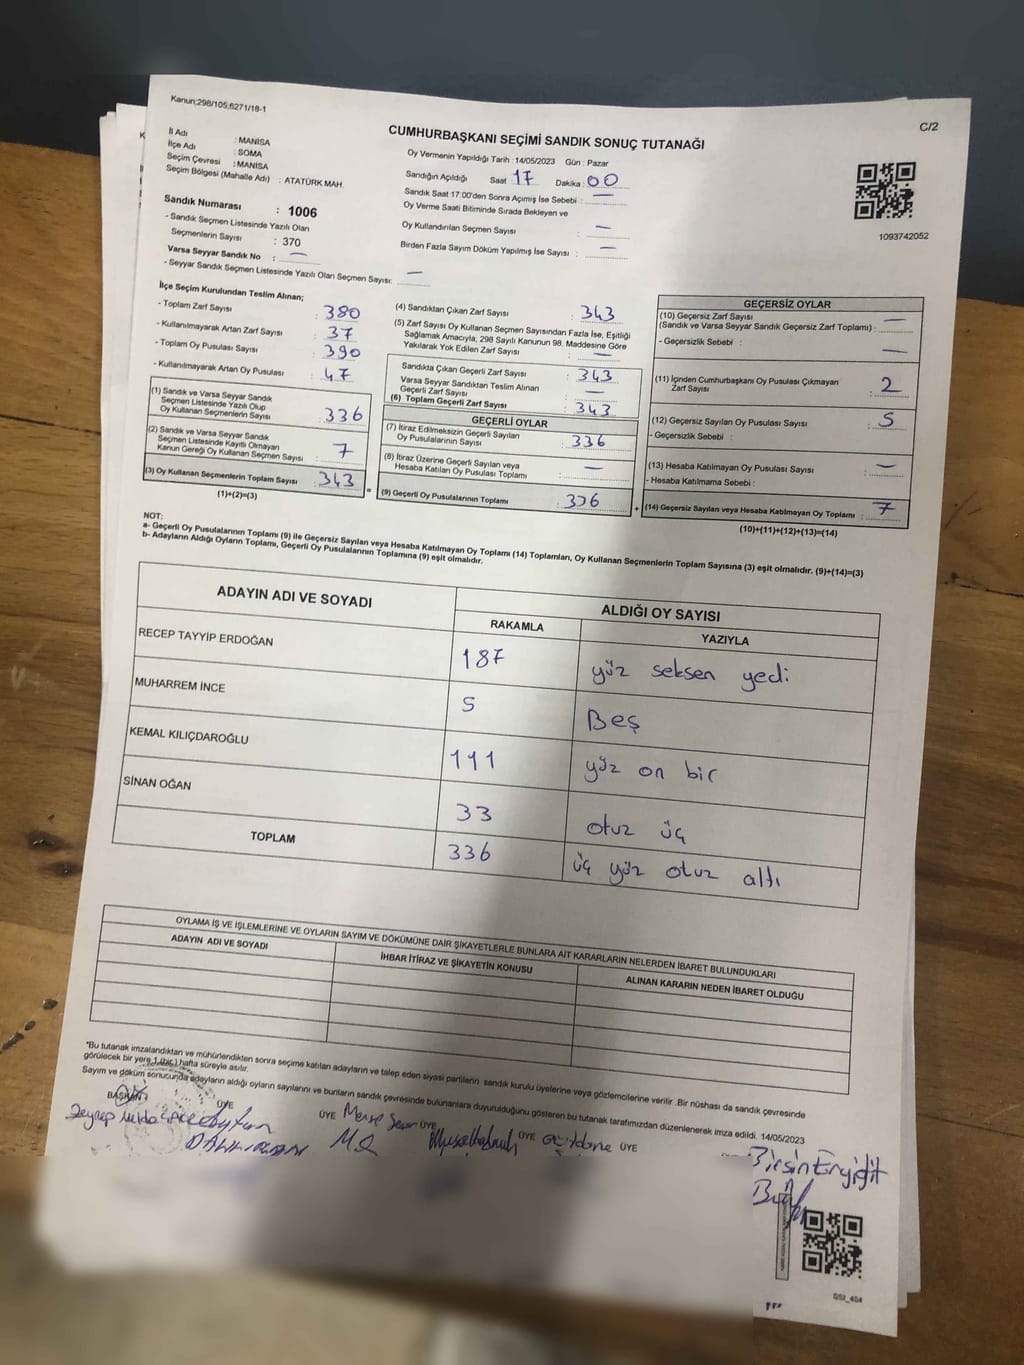 Kanun;298/105,6271/18-1
C/2
CUMHURBAŞKANI SEÇİMİ SANDIK SONUÇ TUTANAĞI
İl Adı : MANİSA
İlçe Adı : SOMA
Seçim Çevresi : MANİSA
Seçim Bölgesi (Mahalle Adı) : ATATÜRK MAH.
Sandık Numarası : 1006
- Sandık Seçmen Listesinde Yazılı Olan
Seçmenlerin Sayısı : 370
Varsa Seyyar Sandık No : —
- Seyyar Sandık Seçmen Listesinde Yazılı Olan Seçmen Sayısı: —
Oy Vermenin Yapıldığı Tarih : 14/05/2023 Gün : Pazar
Sandığın Açıldığı Saat : 17 Dakika : 00
Sandık Saat 17:00'den Sonra Açımış İse Sebebi : —
Oy Verme Saati Bitiminde Sırada Bekleyen ve
Oy Kullandırılan Seçmen Sayısı : —
Birden Fazla Sayım Döküm Yapılmış İse Sayısı : —
1093742052
İlçe Seçim Kurulundan Teslim Alınan;
- Toplam Zarf Sayısı : 380
- Kullanılmayarak Artan Zarf Sayısı : 37
- Toplam Oy Pusulası Sayısı : 390
- Kullanılmayarak Artan Oy Pusulası : 47
(1) Sandık ve Varsa Seyyar Sandık
Seçmen Listesinde Yazılı Olup
Oy Kullanan Seçmenlerin Sayısı : 336
(2) Sandık ve Varsa Seyyar Sandık
Seçmen Listesinde Kayıtlı Olmayan
Kanun Gereği Oy Kullanan Seçmen Sayısı : 7
(3) Oy Kullanan Seçmenlerin Toplam Sayısı : 343
(1)+(2)=(3)
(4) Sandıktan Çıkan Zarf Sayısı : 343
(5) Zarf Sayısı Oy Kullanan Seçmen Sayısından Fazla İse, Eşitliği
Sağlamak Amacıyla, 298 Sayılı Kanunun 98. Maddesine Göre
Yakılarak Yok Edilen Zarf Sayısı : —
Sandıkta Çıkan Geçerli Zarf Sayısı : 343
Varsa Seyyar Sandıktan Teslim Alınan
Geçerli Zarf Sayısı : —
(6) Toplam Geçerli Zarf Sayısı : 343
GEÇERLİ OYLAR
(7) İtiraz Edilmeksizin Geçerli Sayılan
Oy Pusulalarının Sayısı : 336
(8) İtiraz Üzerine Geçerli Sayılan veya
Hesaba Katılan Oy Pusulası Toplamı : —
(9) Geçerli Oy Pusulalarının Toplamı : 336
GEÇERSİZ OYLAR
(10) Geçersiz Zarf Sayısı
(Sandık ve Varsa Seyyar Sandık Geçersiz Zarf Toplamı) : —
- Geçersizlik Sebebi : —
(11) İçinden Cumhurbaşkanı Oy Pusulası Çıkmayan
Zarf Sayısı : 2
(12) Geçersiz Sayılan Oy Pusulası Sayısı : 5
- Geçersizlik Sebebi :
(13) Hesaba Katılmayan Oy Pusulası Sayısı : —
- Hesaba Katılmama Sebebi :
(14) Geçersiz Sayılan veya Hesaba Katılmayan Oy Toplamı : 7
(10)+(11)+(12)+(13)=(14)
NOT:
a- Geçerli Oy Pusulalarının Toplamı (9) ile Geçersiz Sayılan veya Hesaba Katılmayan Oy Toplamı (14) Toplamları, Oy Kullanan Seçmenlerin Toplam Sayısına (3) eşit olmalıdır. (9)+(14)=(3)
b- Adayların Aldığı Oyların Toplamı, Geçerli Oy Pusulalarının Toplamına (9) eşit olmalıdır.
ADAYIN ADI VE SOYADI
ALDIĞI OY SAYISI
RAKAMLA YAZIYLA
RECEP TAYYİP ERDOĞAN 187 yüz seksen yedi
MUHARREM İNCE 5 Beş
KEMAL KILIÇDAROĞLU 111 yüz on bir
SİNAN OĞAN 33 otuz üç
TOPLAM 336 üç yüz otuz altı
OYLAMA İŞ VE İŞLEMLERİNE VE OYLARIN SAYIM VE DÖKÜMÜNE DAİR ŞİKAYETLERLE BUNLARA AİT KARARLARIN NELERDEN İBARET BULUNDUKLARI
ADAYIN ADI VE SOYADI İHBAR İTİRAZ VE ŞİKAYETİN KONUSU ALINAN KARARIN NEDEN İBARET OLDUĞU
*Bu tutanak imzalandıktan ve mühürlendikten sonra seçime katılan adayların ve talep eden siyasi partilerin sandık kurulu üyelerine veya gözlemcilerine verilir .Bir nüshası da sandık çevresinde
görülecek bir yere 1 (bir) hafta süreyle asılır.
Sayım ve döküm sonucunda adayların aldığı oyların sayılarını ve bunların sandık çevresinde bulunanlara duyurulduğunu gösteren bu tutanak tarafımızdan düzenlenerek imza edildi. 14/05/2023
BAŞKAN ÜYE ÜYE ÜYE ÜYE ÜYE
Zeynep
Birsin Eryiğit
SSI_454